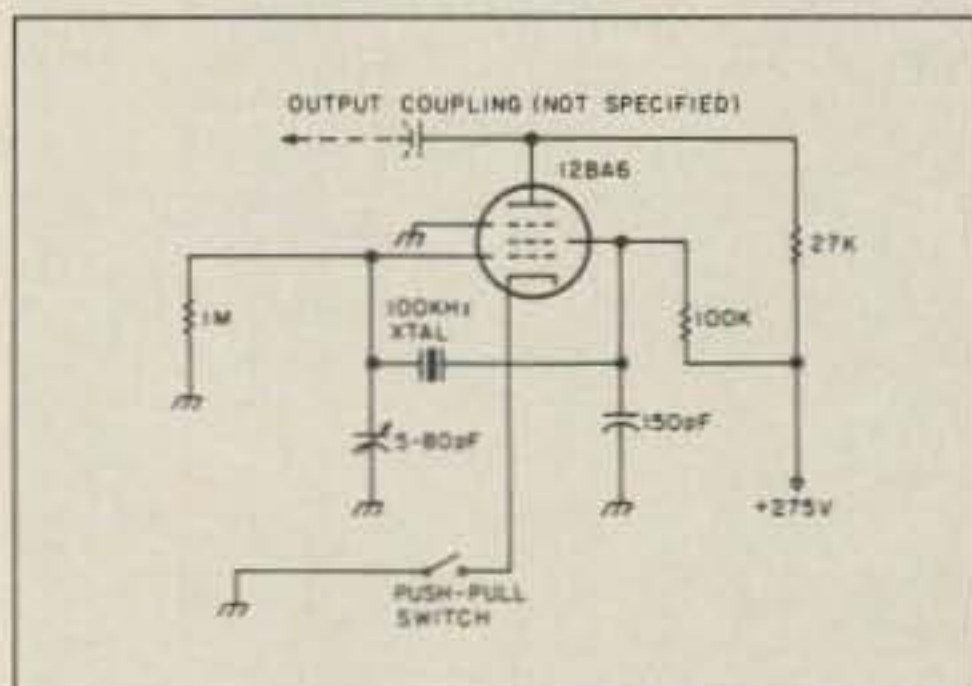 OUTPUT COUPLING (NOT SPECIFIED)
12BA6
27K
1M
100KHz
XTAL
100K
5-80pF
150pF
+275V
PUSH-PULL
SWITCH